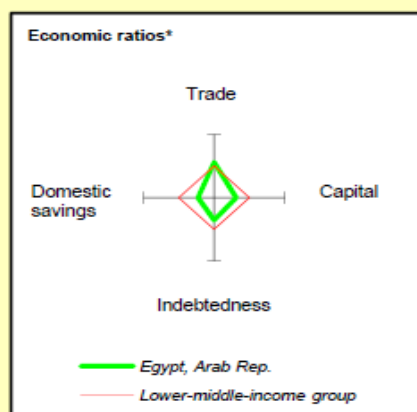 Economic ratios*
Trade
Domestic
savings
Capital
Indebtedness
Egypt, Arab Rep.
Lower-middle-income group